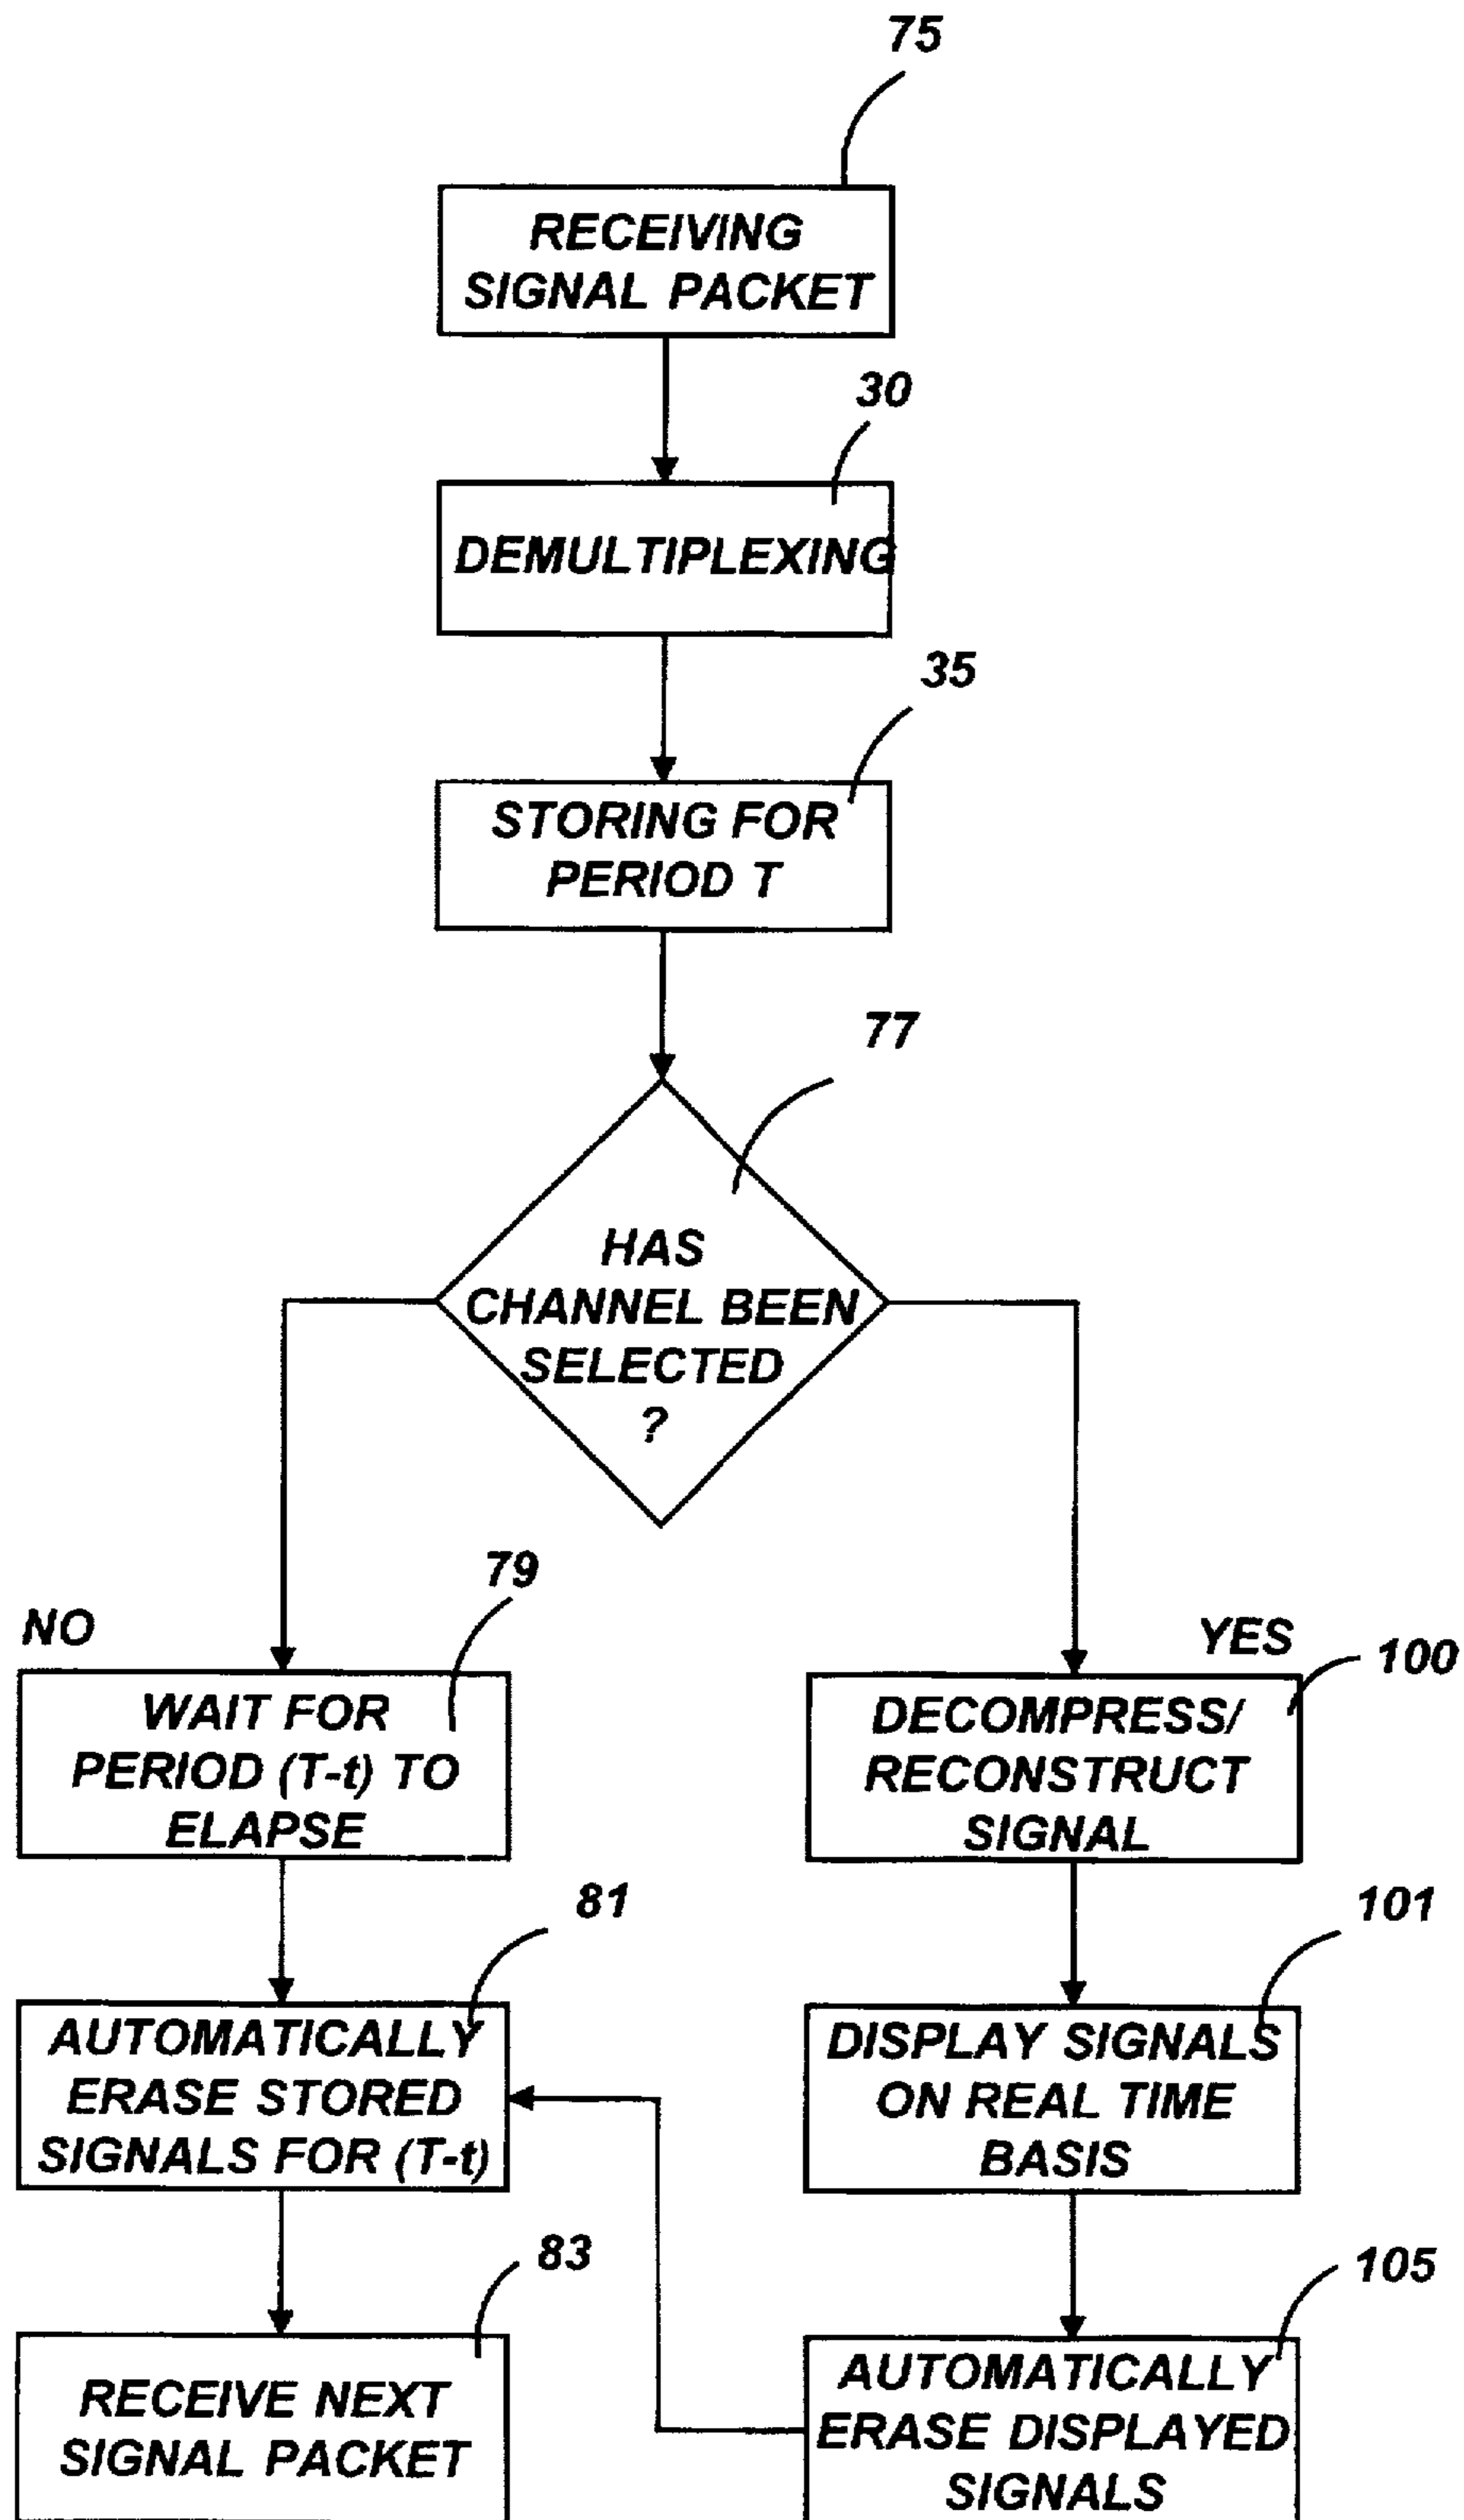 75
RECEIVING
SIGNAL PACKET
30
DEMULTIPLEXING
35
STORING FOR
PERIOD T
77
HAS
CHANNEL BEEN
SELECTED
?
79
NO
WAIT FOR
PERIOD (T-t) TO
ELAPSE
YES
100
DECOMPRESS/
RECONSTRUCT
SIGNAL
81
AUTOMATICALLY
ERASE STORED
SIGNALS FOR (T-t)
101
DISPLAY SIGNALS
ON REAL TIME
BASIS
83
RECEIVE NEXT
SIGNAL PACKET
105
AUTOMATICALLY
ERASE DISPLAYED
SIGNALS